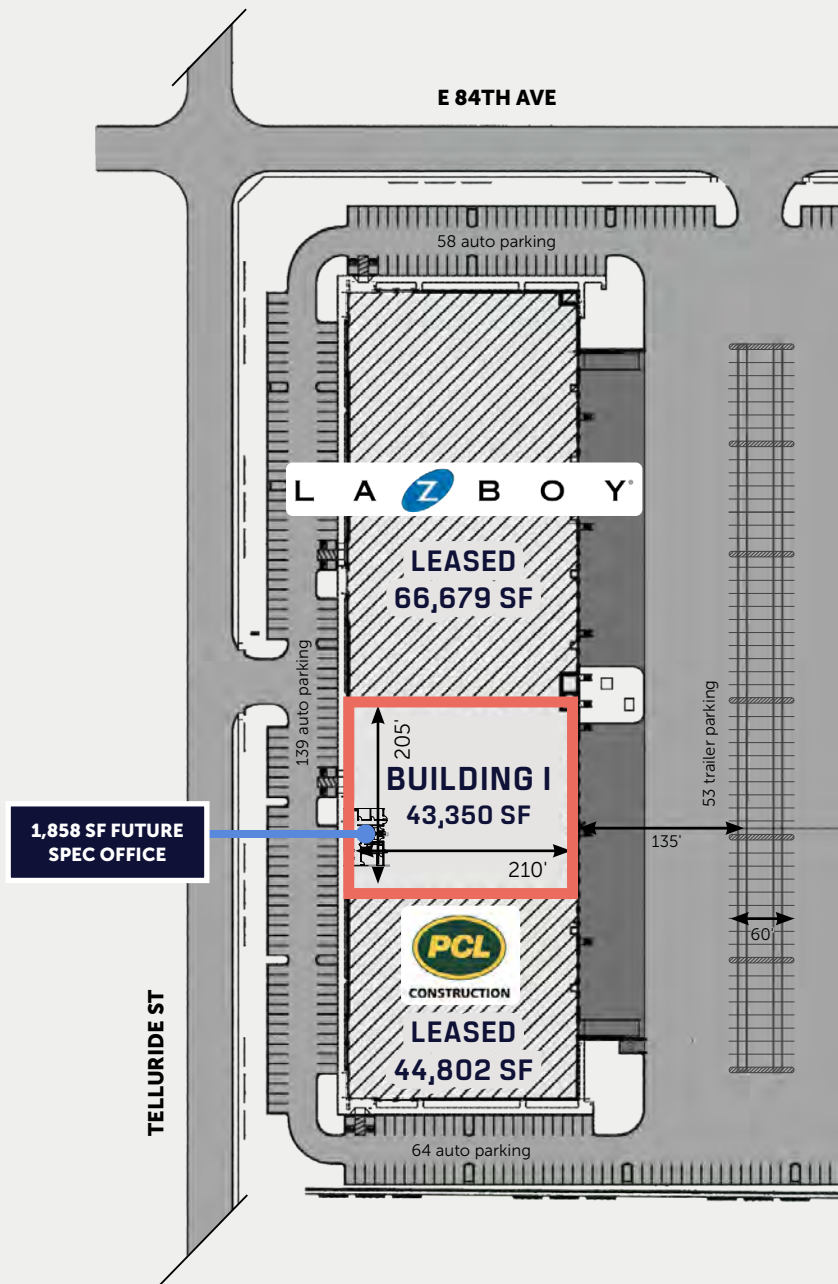 E 84TH AVE
58 auto parking
LAZBOY®
LEASED
66,679 SF
139 auto parking
205'
BUILDING I
43,350 SF
53 trailer parking
1,858 SF FUTURE
SPEC OFFICE
135'
210'
60'
PCL
CONSTRUCTION
LEASED
44,802 SF
TELLURIDE ST
64 auto parking